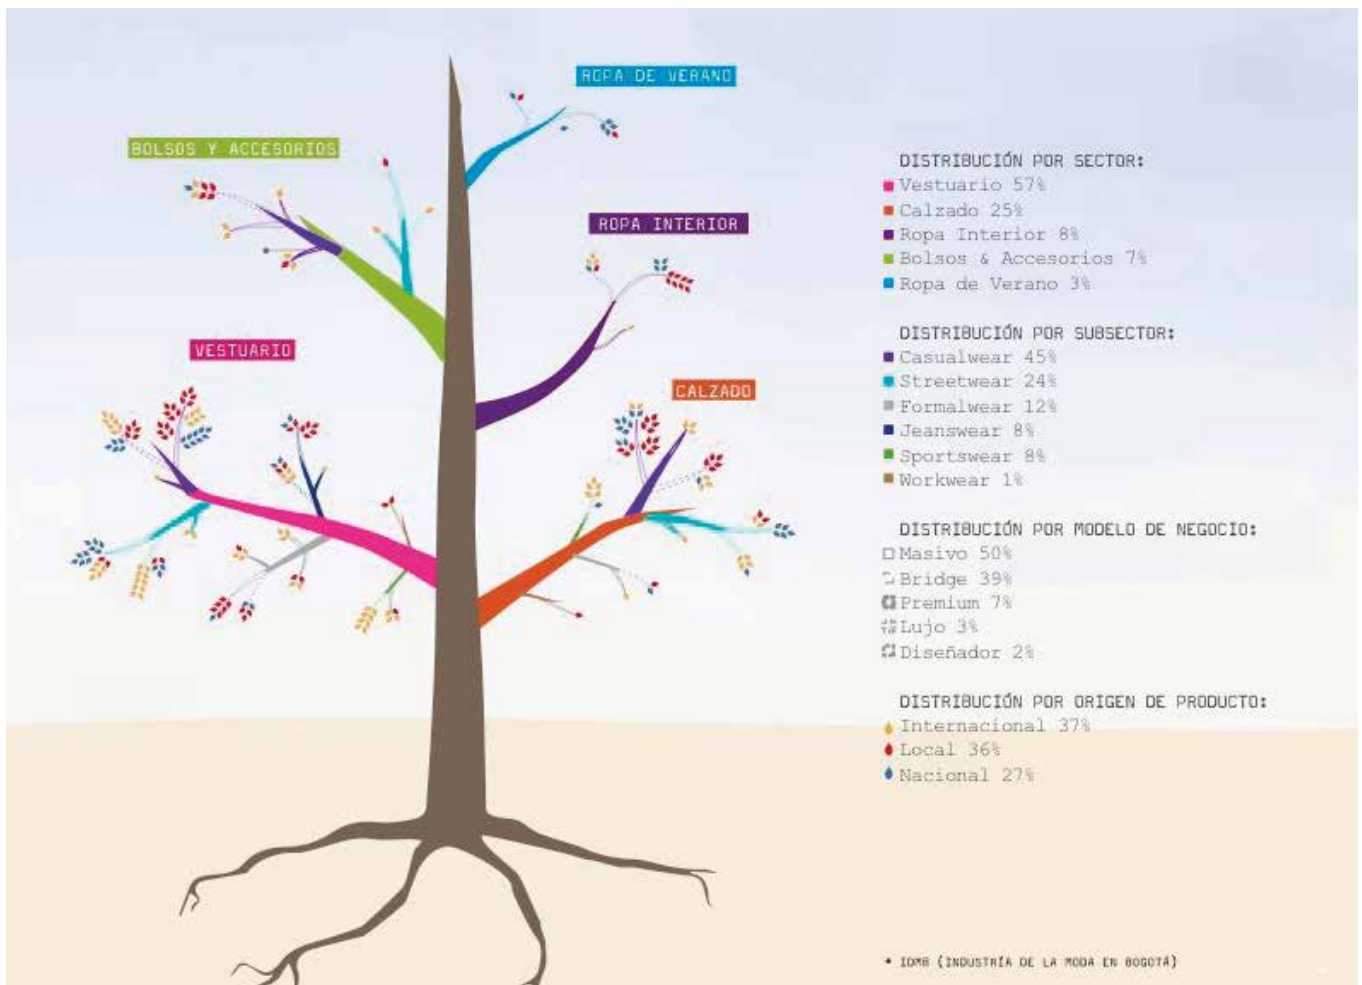 ROPA DE VERANO
BOLSOS Y ACCESORIOS
ROPA INTERIOR
VESTUARIO
CALZADO
DISTRIBUCIÓN POR SECTOR:
Vestuario 57%
Calzado 25%
Ropa Interior 8%
Bolsos & Accesorios 7%
Ropa de Verano 3%
DISTRIBUCIÓN POR SUBSECTOR:
Casualwear 45%
Streetwear 24%
Formalwear 12%
Jeanswear 8%
Sportswear 8%
Workwear 1%
DISTRIBUCIÓN POR MODELO DE NEGOCIO:
Masivo 50%
Bridge 39%
Premium 7%
Lujo 3%
Diseñador 2%
DISTRIBUCIÓN POR ORIGEN DE PRODUCTO:
Internacional 37%
Local 36%
Nacional 27%
* IDMB (INDUSTRÍA DE LA MODA EN BOGOTÁ)